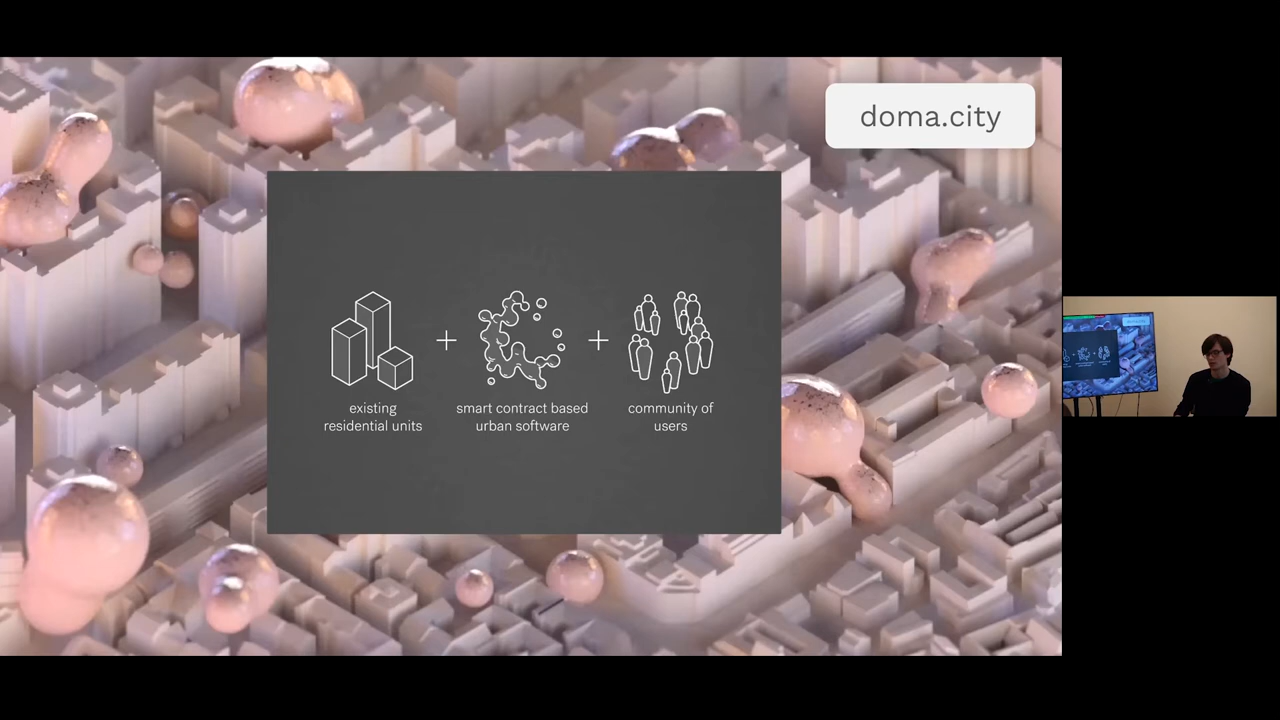 doma.city
existing
residential units
+
smart contract based
urban software
+
community of
users